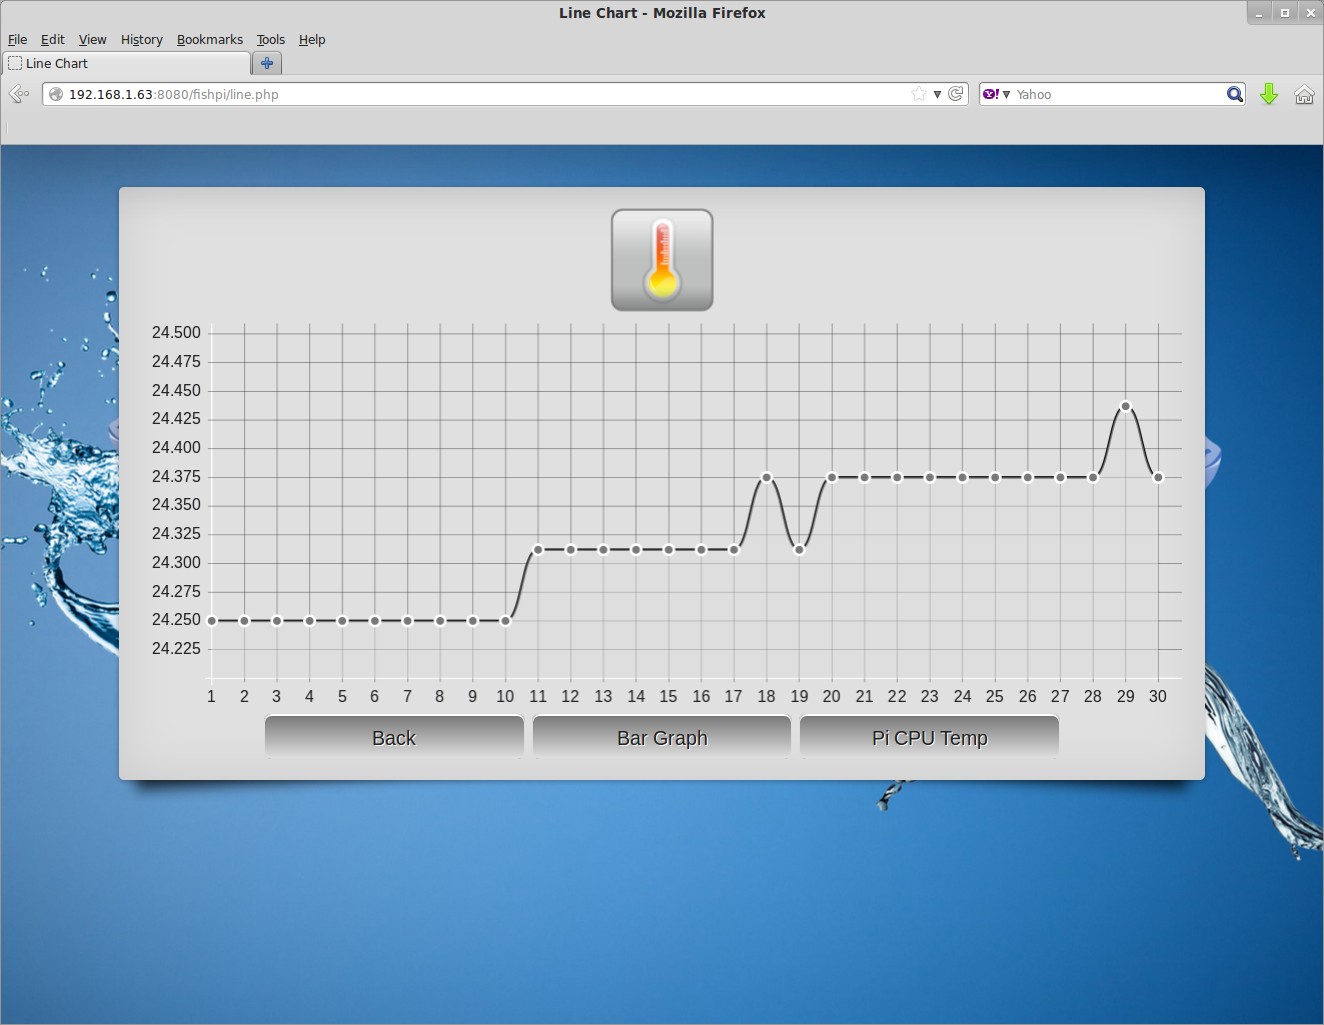 Line Chart - Mozilla Firefox
File Edit View History Bookmarks Tools Help
Line Chart
192.168.1.63:8080/fishpi/line.php
Y! Yahoo
24.500
24.475
24.450
24.425
24.400
24.375
24.350
24.325
24.300
24.275
24.250
24.225
1 2 3 4 5 6 7 8 9 10 11 12 13 14 15 16 17 18 19 20 21 22 23 24 25 26 27 28 29 30
Back Bar Graph Pi CPU Temp